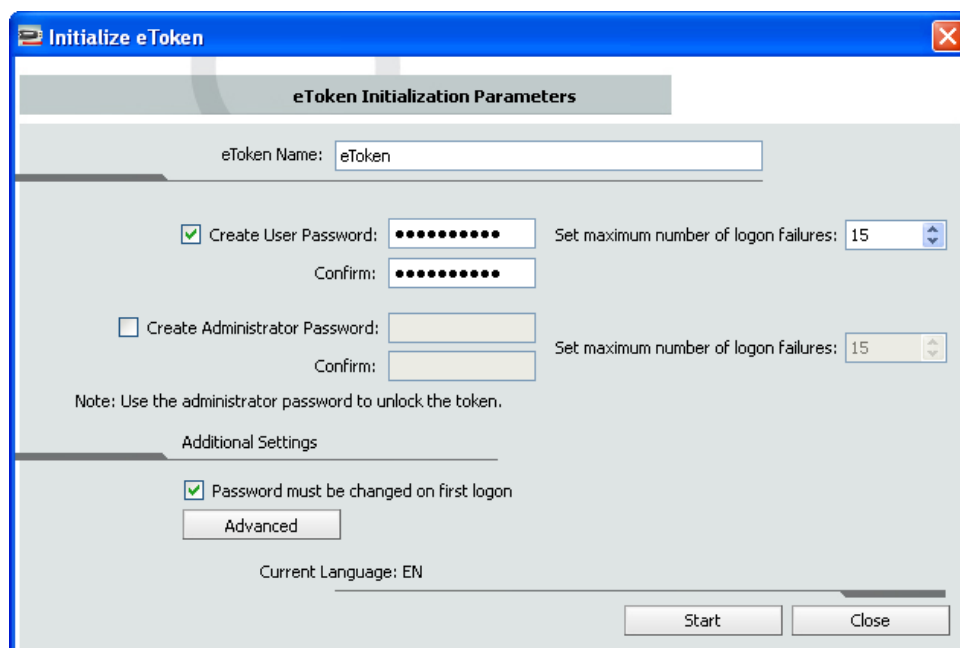 Initialize eToken
eToken Initialization Parameters
eToken Name: eToken
Create User Password: ●●●●●●●●●● Set maximum number of logon failures: 15
Confirm: ●●●●●●●●●●
Create Administrator Password:
Set maximum number of logon failures: 15
Confirm:
Note: Use the administrator password to unlock the token.
Additional Settings
Password must be changed on first logon
Advanced
Current Language: EN
Start Close